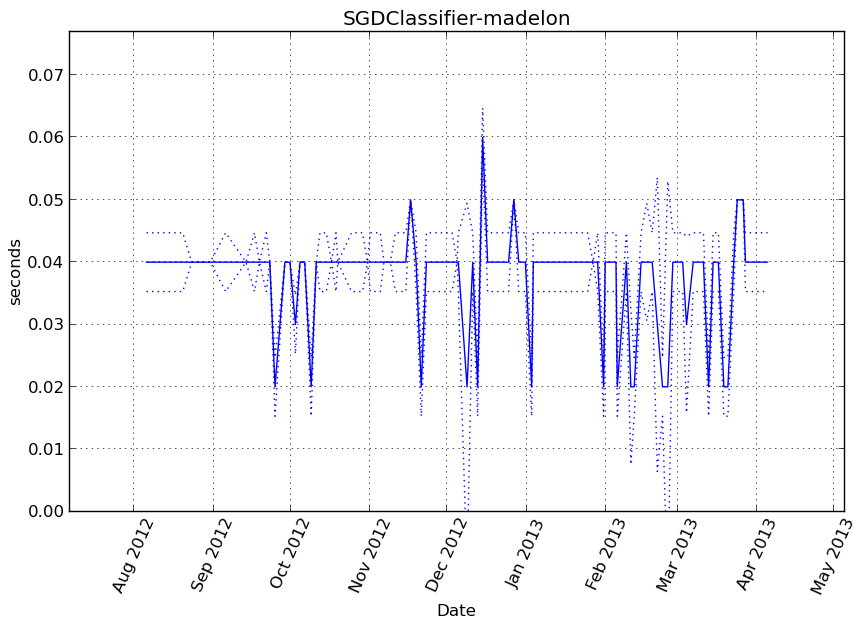 SGDClassifier-madelon
0.07
0.06
0.05
0.04
0.03
0.02
0.01
0.00
seconds
Aug 2012
Sep 2012
Oct 2012
Nov 2012
Dec 2012
Jan 2013
Feb 2013
Mar 2013
Apr 2013
May 2013
Date